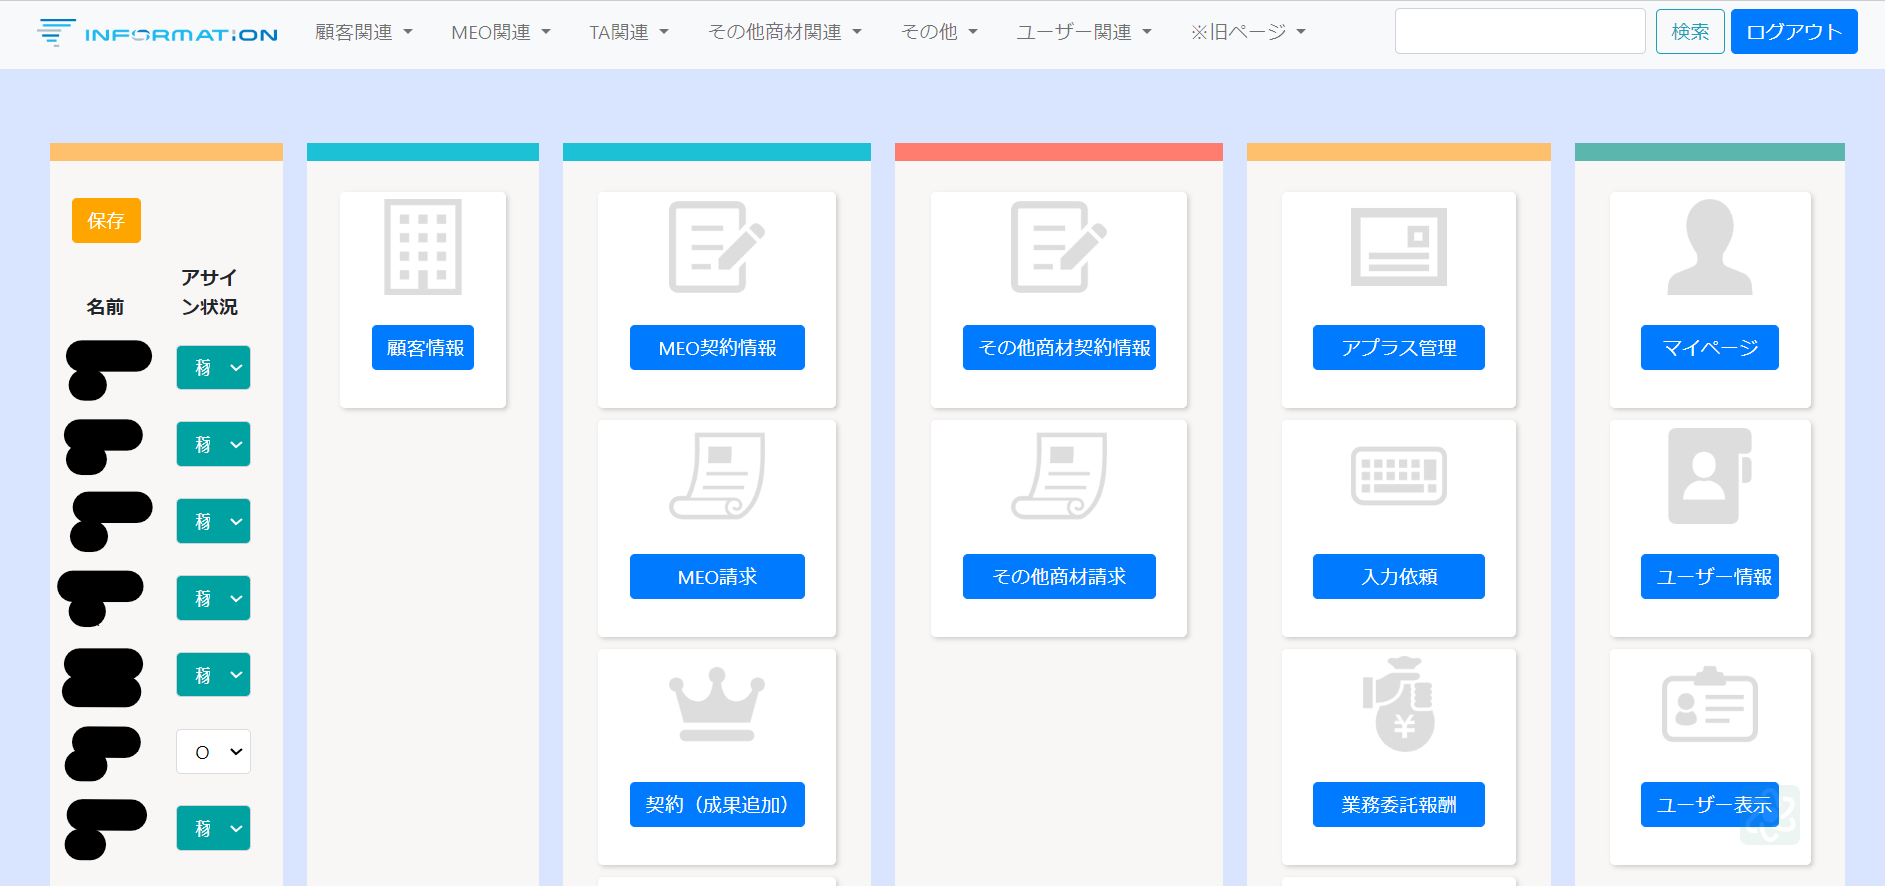 INFORMATION
顧客関連
MEO関連
TA関連
その他商材関連
その他
ユーザー関連
※旧ページ
検索
ログアウト
保存
名前
アサイ
ン状況
O
顧客情報
MEO契約情報
MEO請求
契約（成果追加）
その他商材契約情報
その他商材請求
アプラス管理
入力依頼
¥
業務委託報酬
マイページ
ユーザー情報
ユーザー表示